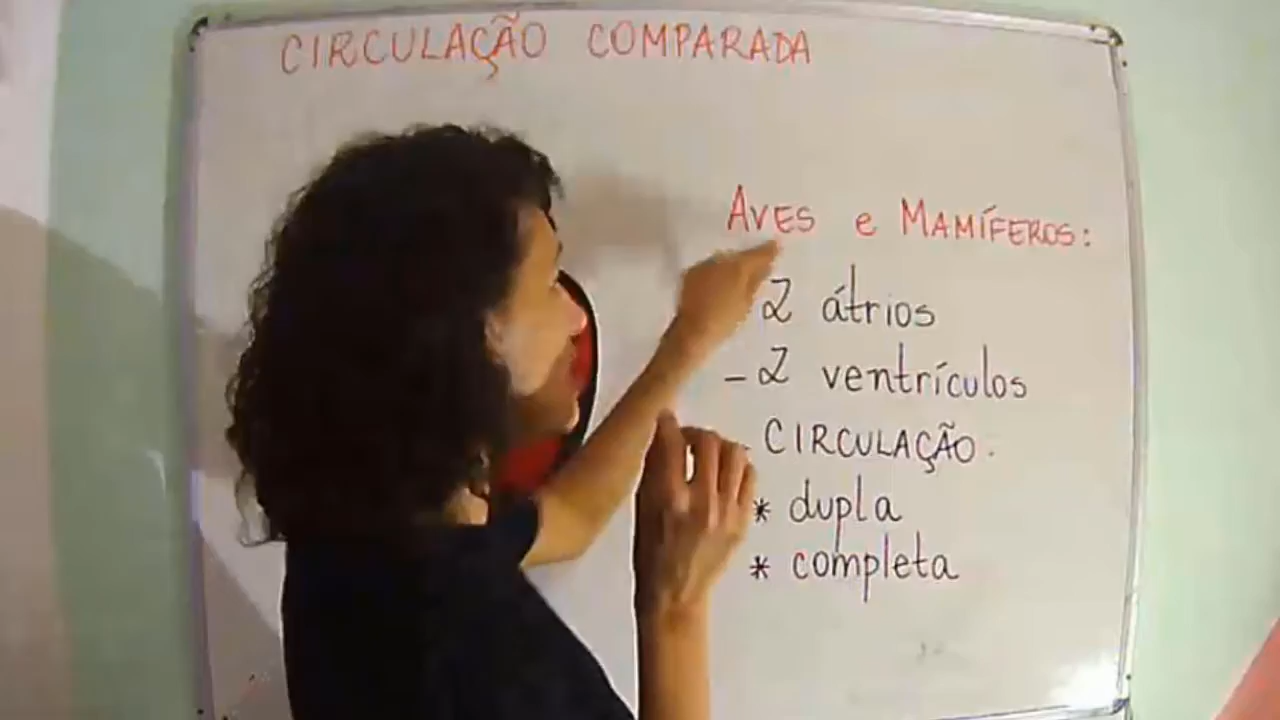 CIRCULAÇÃO COMPARADA
AVES e MAMÍFEROS:
2 átrios
- 2 ventrículos
- CIRCULAÇÃO
* dupla
* completa